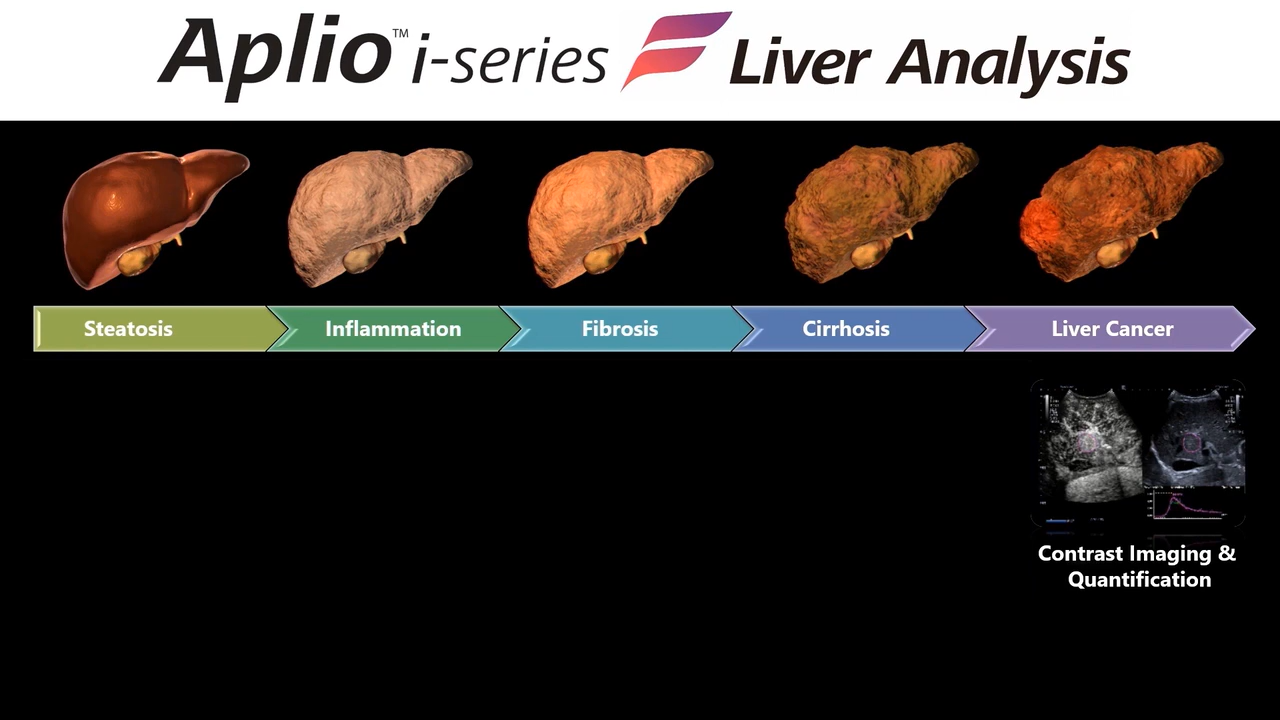 Aplio™ i-series Liver Analysis
Steatosis
Inflammation
Fibrosis
Cirrhosis
Liver Cancer
Contrast Imaging &
Quantification